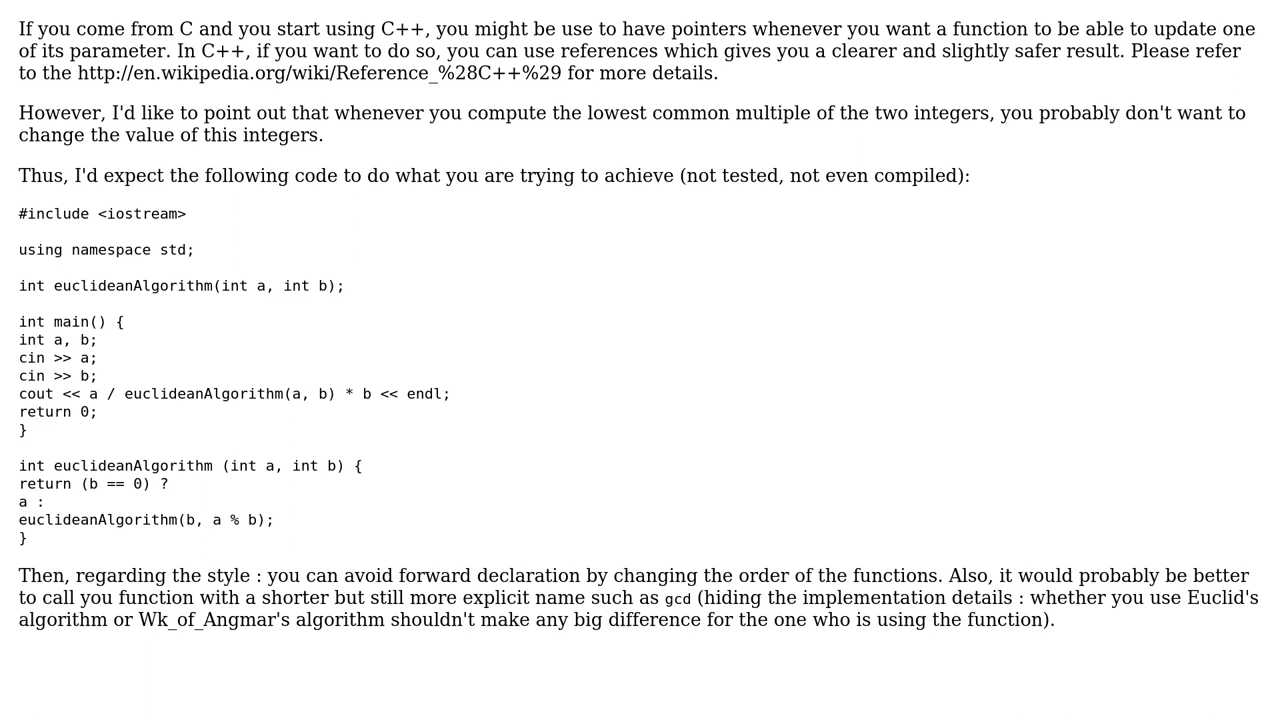 If you come from C and you start using C++, you might be use to have pointers whenever you want a function to be able to update one
of its parameter. In C++, if you want to do so, you can use references which gives you a clearer and slightly safer result. Please refer
to the http://en.wikipedia.org/wiki/Reference_%28C++%29 for more details.
However, I'd like to point out that whenever you compute the lowest common multiple of the two integers, you probably don't want to
change the value of this integers.
Thus, I'd expect the following code to do what you are trying to achieve (not tested, not even compiled):
#include <iostream>
using namespace std;
int euclideanAlgorithm(int a, int b);
int main() {
int a, b;
cin >> a;
cin >> b;
cout << a / euclideanAlgorithm(a, b) * b << endl;
return 0;
}
int euclideanAlgorithm (int a, int b) {
return (b == 0) ?
a :
euclideanAlgorithm(b, a % b);
}
Then, regarding the style : you can avoid forward declaration by changing the order of the functions. Also, it would probably be better
to call you function with a shorter but still more explicit name such as gcd (hiding the implementation details : whether you use Euclid's
algorithm or Wk_of_Angmar's algorithm shouldn't make any big difference for the one who is using the function).